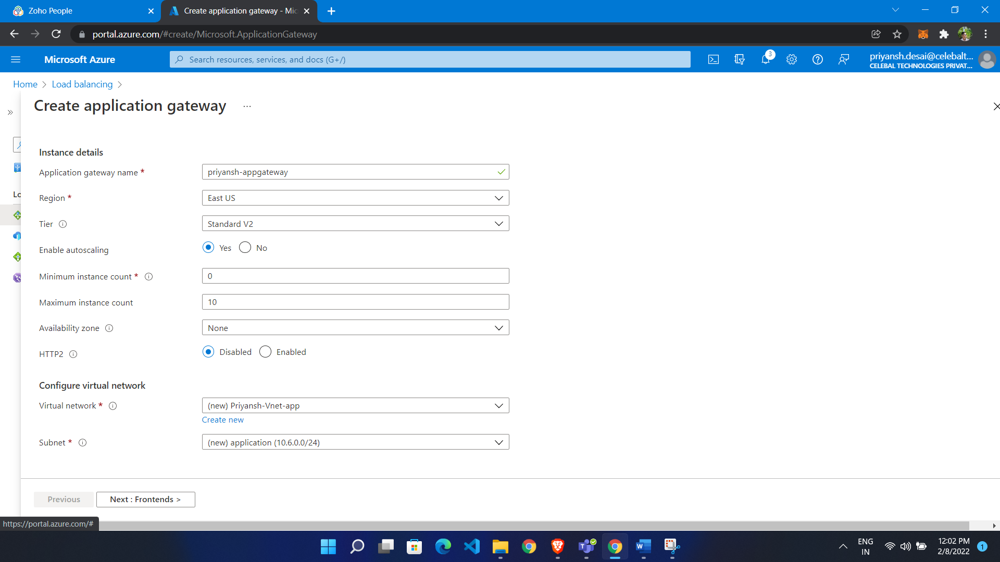 Zoho People
Create application gateway - Mic
portal.azure.com/#create/Microsoft.ApplicationGateway
Microsoft Azure
Search resources, services, and docs (G+/)
3
priyansh.desai@celebalt...
CELEBAL TECHNOLOGIES PRIVAT...
Home > Load balancing >
Create application gateway ...
Lo
Instance details
Application gateway name *
priyansh-appgateway
Region *
East US
Tier
Standard V2
Enable autoscaling
Yes No
Minimum instance count *
0
Maximum instance count
10
Availability zone
None
HTTP2
Disabled Enabled
Configure virtual network
Virtual network *
(new) Priyansh-Vnet-app
Create new
Subnet *
(new) application (10.6.0.0/24)
Previous
Next : Frontends >
https://portal.azure.com/#
ENG
IN
12:02 PM
2/8/2022
1